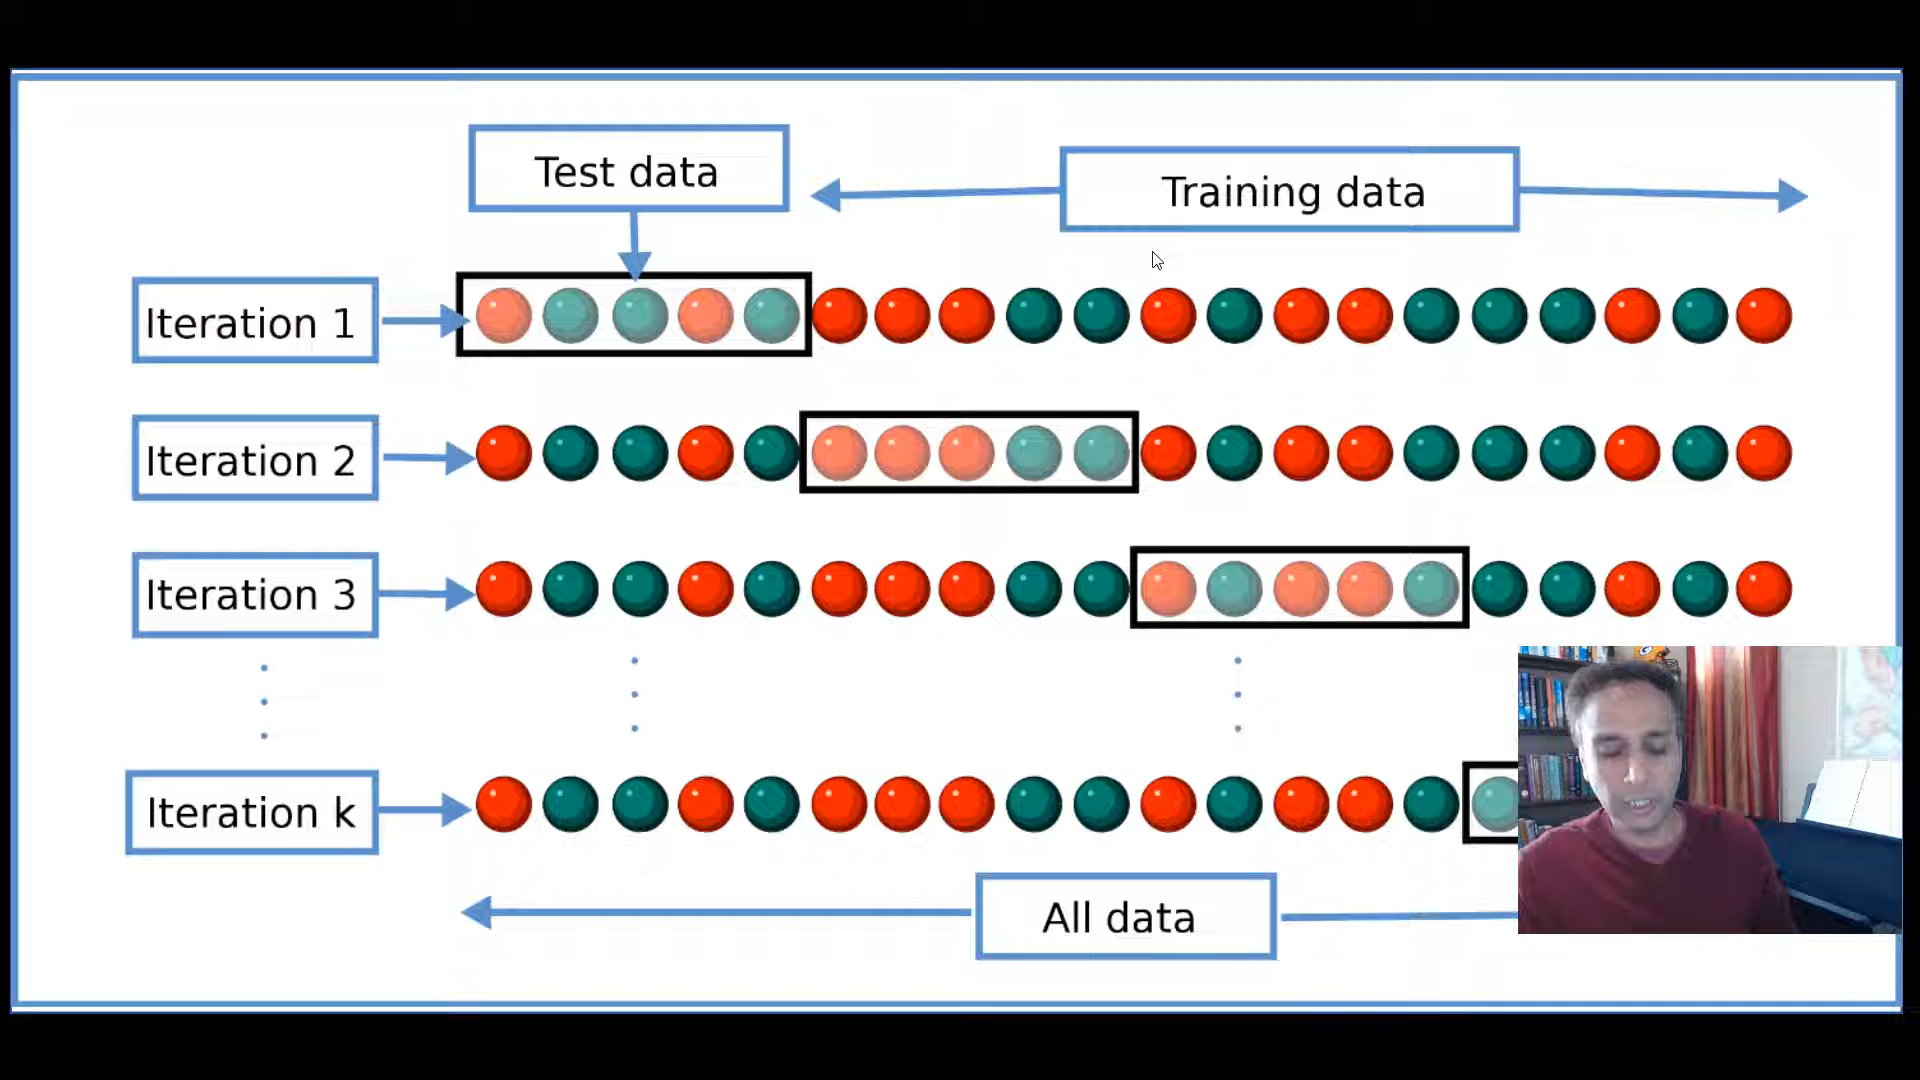 Test data
Training data
Iteration 1
Iteration 2
Iteration 3
Iteration k
All data